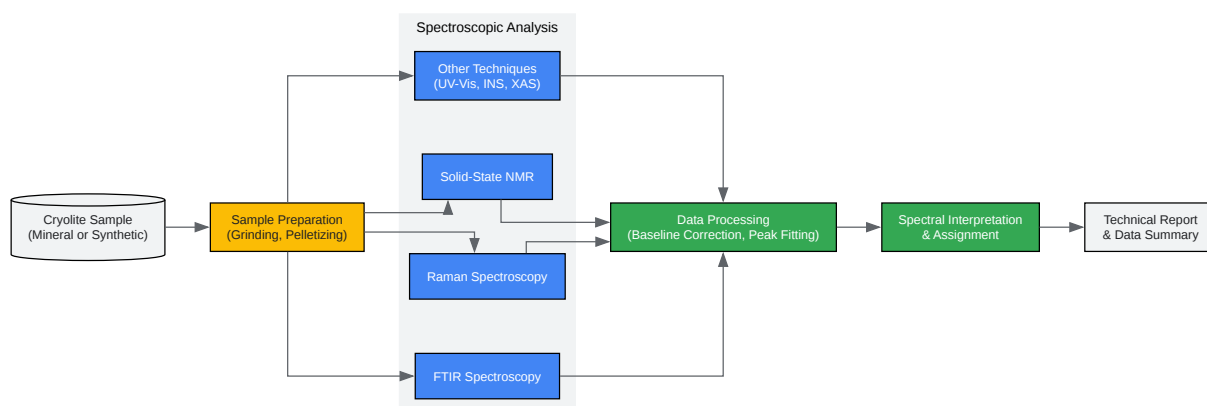 Spectroscopic Analysis
Other Techniques
(UV-Vis, INS, XAS)
Solid-State NMR
Cryolite Sample
(Mineral or Synthetic)
Sample Preparation
(Grinding, Pelletizing)
Data Processing
(Baseline Correction, Peak Fitting)
Spectral Interpretation
& Assignment
Technical Report
& Data Summary
Raman Spectroscopy
FTIR Spectroscopy